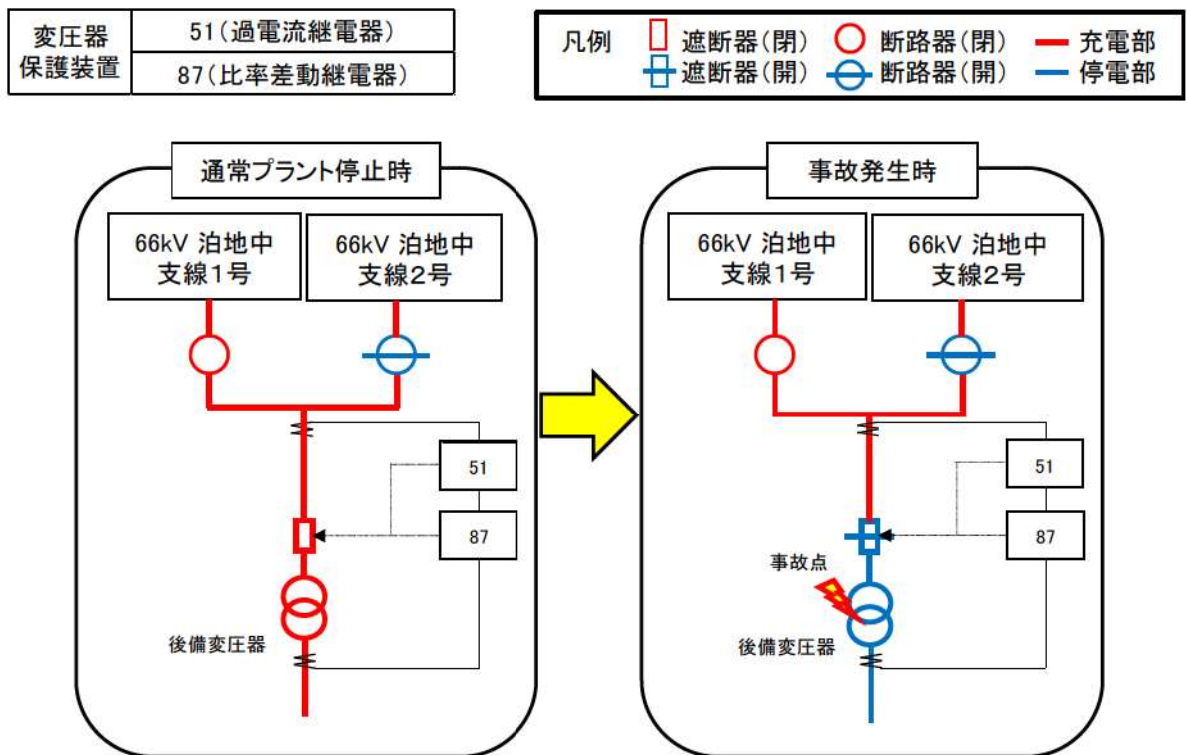 変圧器
保護装置
51(過電流継電器)
87(比率差動継電器)
凡例
遮断器(閉)
断路器(閉)
充電部
遮断器(開)
断路器(開)
停電部
通常プラント停止時
66kV 泊地中
支線1号
66kV 泊地中
支線2号
51
87
後備変圧器
事故発生時
66kV 泊地中
支線1号
66kV 泊地中
支線2号
51
87
事故点
後備変圧器